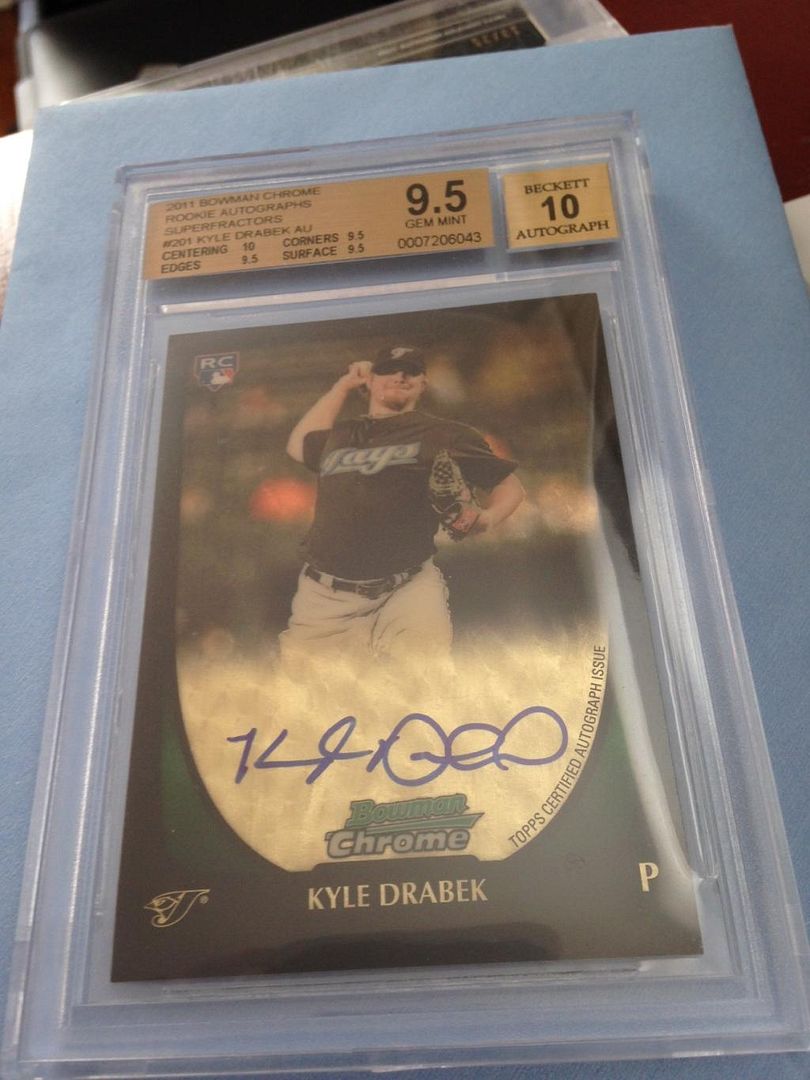 2011 BOWMAN CHROME
ROOKIE AUTOGRAPHS
SUPERFRACTORS
#201 KYLE DRABEK AU
CENTERING 10 CORNERS 9.5
EDGES 9.5 SURFACE 9.5
9.5
GEM MINT
0007206043
BECKETT
10
AUTOGRAPH
RC
Jays
TOPPS CERTIFIED AUTOGRAPH ISSUE
Bowman
Chrome
KYLE DRABEK
P